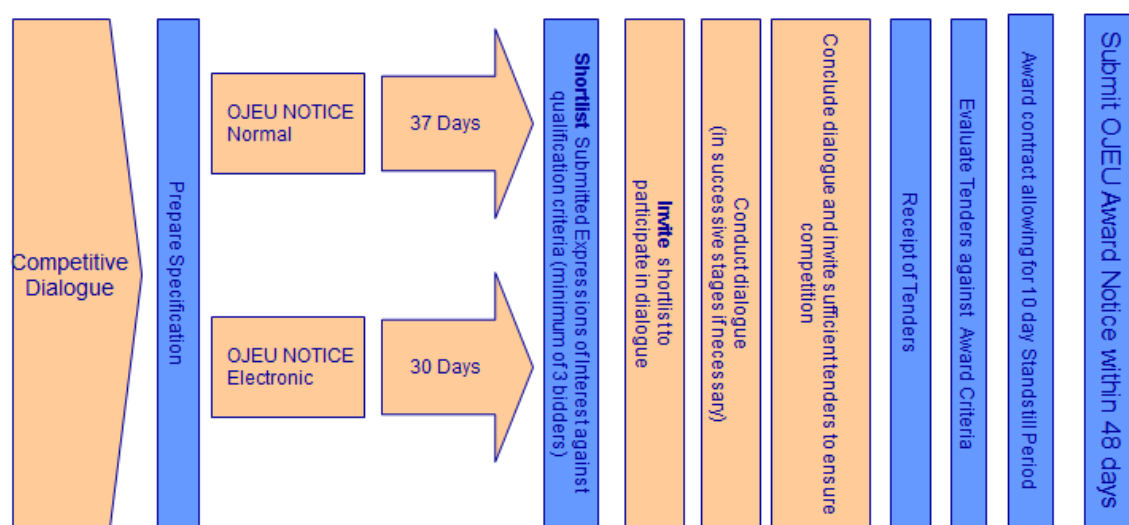 Competitive
Dialogue
Prepare Specification
OJEU NOTICE
Normal
37 Days
OJEU NOTICE
Electronic
30 Days
Shortlist Submitted Expressions of Interest against
qualification criteria (minimum of 3 bidders)
Invite shortlist to
participate in dialogue
Conduct dialogue
(in successive stages if necessary)
Conclude dialogue and invite sufficient tenders to ensure
competition
Receipt of Tenders
Evaluate Tenders against Award Criteria
Award contract allowing for 10 day Standstill Period
Submit OJEU Award Notice within 48 days